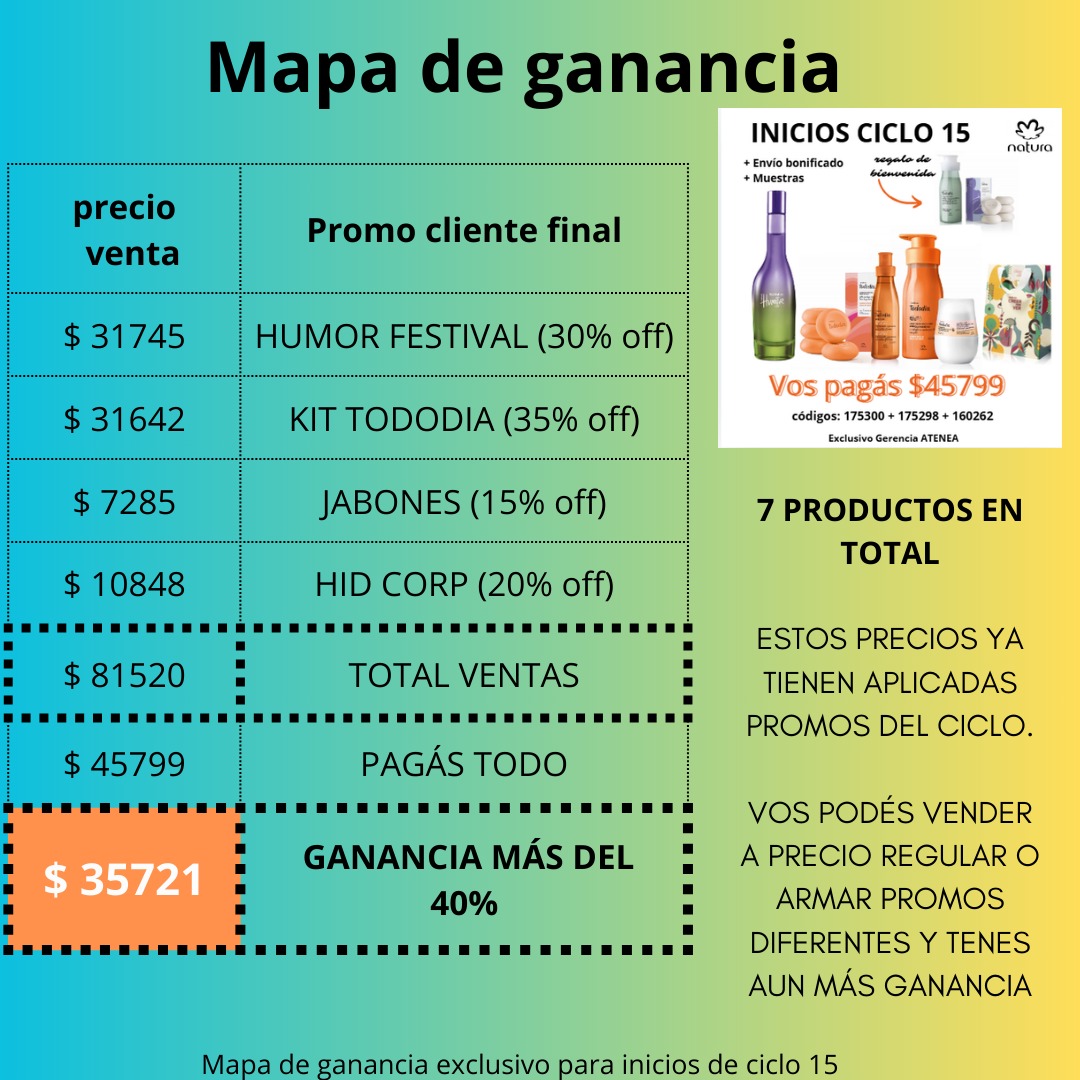 Mapa de ganancia
precio
venta
Promo cliente final
$ 31745
HUMOR FESTIVAL (30% off)
$ 31642
KIT TODODIA (35% off)
$ 7285
JABONES (15% off)
$ 10848
HID CORP (20% off)
$ 81520
TOTAL VENTAS
$ 45799
PAGÁS TODO
$ 35721
GANANCIA MÁS DEL
40%
INICIOS CICLO 15
natura
+ Envío bonificado
+ Muestras
regalo de
bienvenida
Humor
Tododia
Vos pagás $45799
códigos: 175300 + 175298 + 160262
Exclusivo Gerencia ATENEA
7 PRODUCTOS EN
TOTAL
ESTOS PRECIOS YA
TIENEN APLICADAS
PROMOS DEL CICLO.
VOS PODÉS VENDER
A PRECIO REGULAR O
ARMAR PROMOS
DIFERENTES Y TENES
AUN MÁS GANANCIA
Mapa de ganancia exclusivo para inicios de ciclo 15